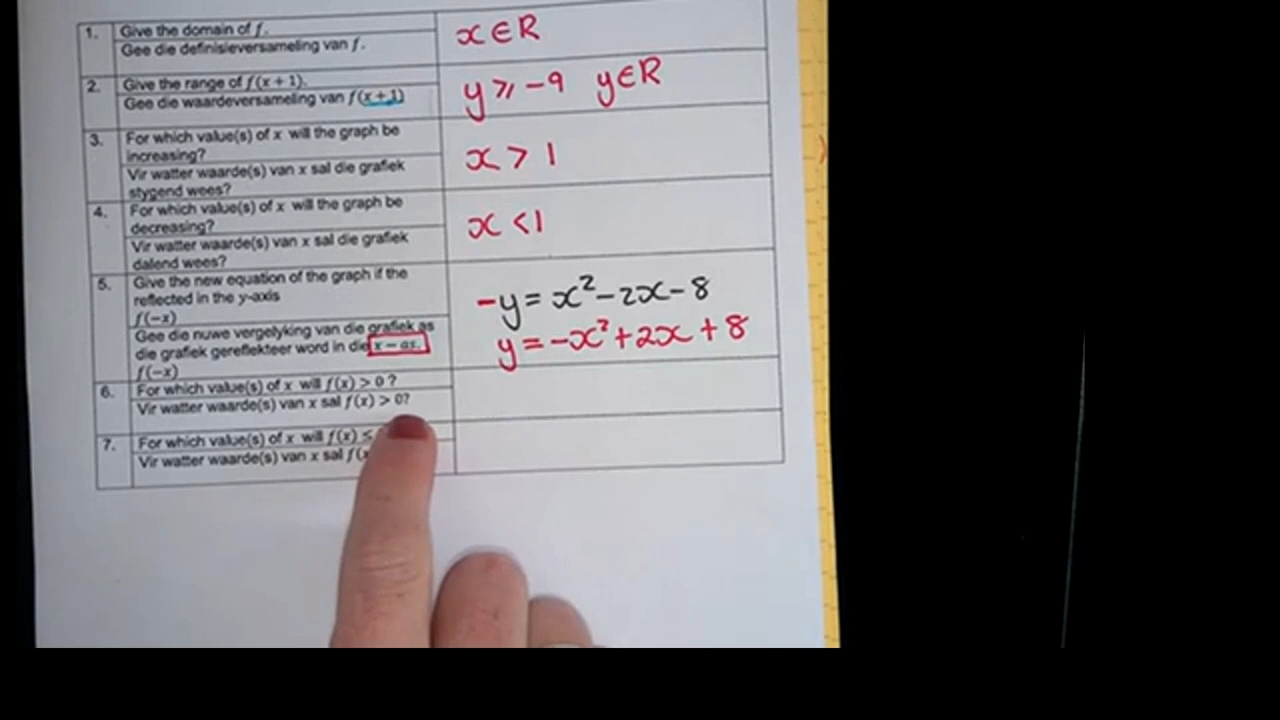 1. Give the domain of f.
Gee die definisieversameling van f.
x ∈ R
2. Give the range of f(x + 1).
Gee die waardeversameling van f(x + 1)
y ≥ -9 y ∈ R
3. For which value(s) of x will the graph be
increasing?
Vir watter waarde(s) van x sal die grafiek
stygend wees?
x > 1
4. For which value(s) of x will the graph be
decreasing?
Vir watter waarde(s) van x sal die grafiek
dalend wees?
x < 1
5. Give the new equation of the graph if the
reflected in the y-axis
f(-x)
Gee die nuwe vergelyking van die grafiek as
die grafiek gereflekteer word in die x - as.
f(-x)
-y = x² - 2x - 8
y = -x² + 2x + 8
6. For which value(s) of x will f(x) > 0 ?
Vir watter waarde(s) van x sal f(x) > 0?
7. For which value(s) of x will f(x) ≤
Vir watter waarde(s) van x sal